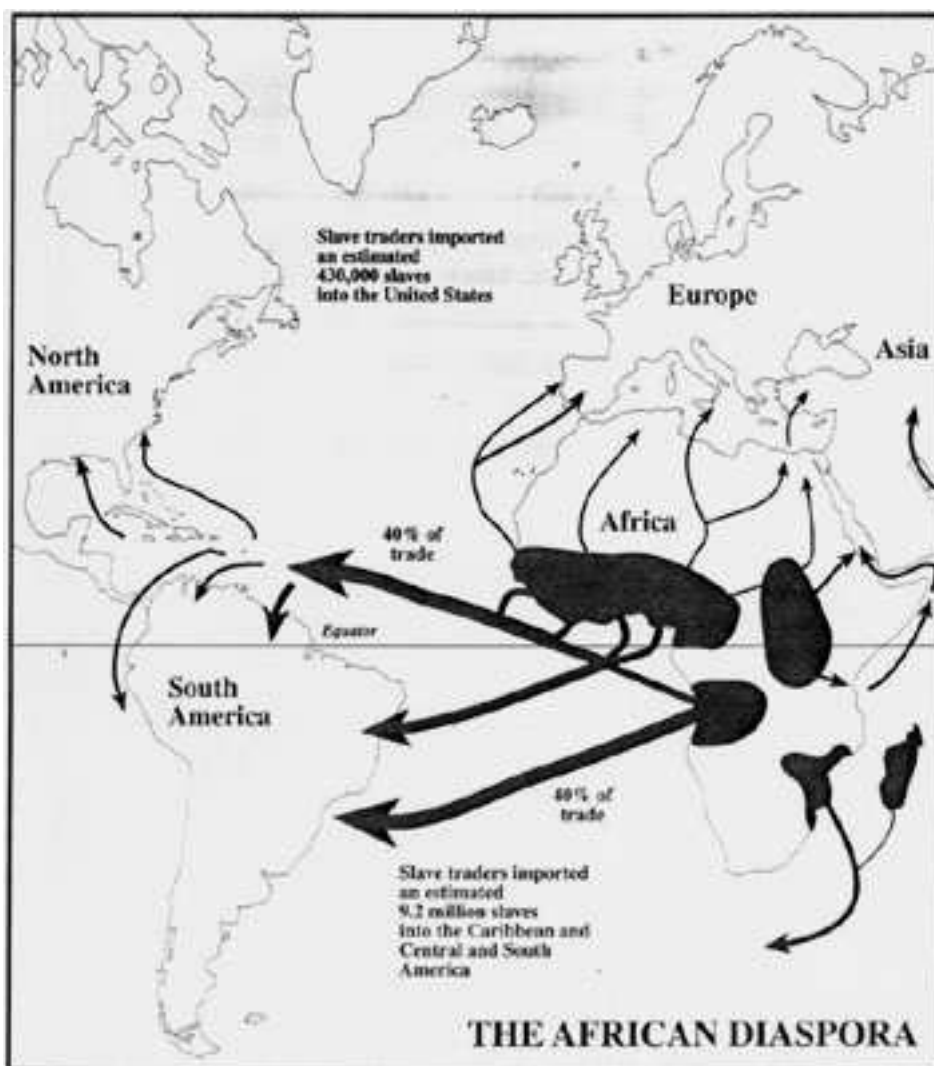 Slave traders imported
an estimated
430,000 slaves
into the United States
Europe
North
America
Asia
40% of
trade
Africa
Equator
South
America
40% of
trade
Slave traders imported
an estimated
9.2 million slaves
into the Caribbean and
Central and South
America
THE AFRICAN DIASPORA